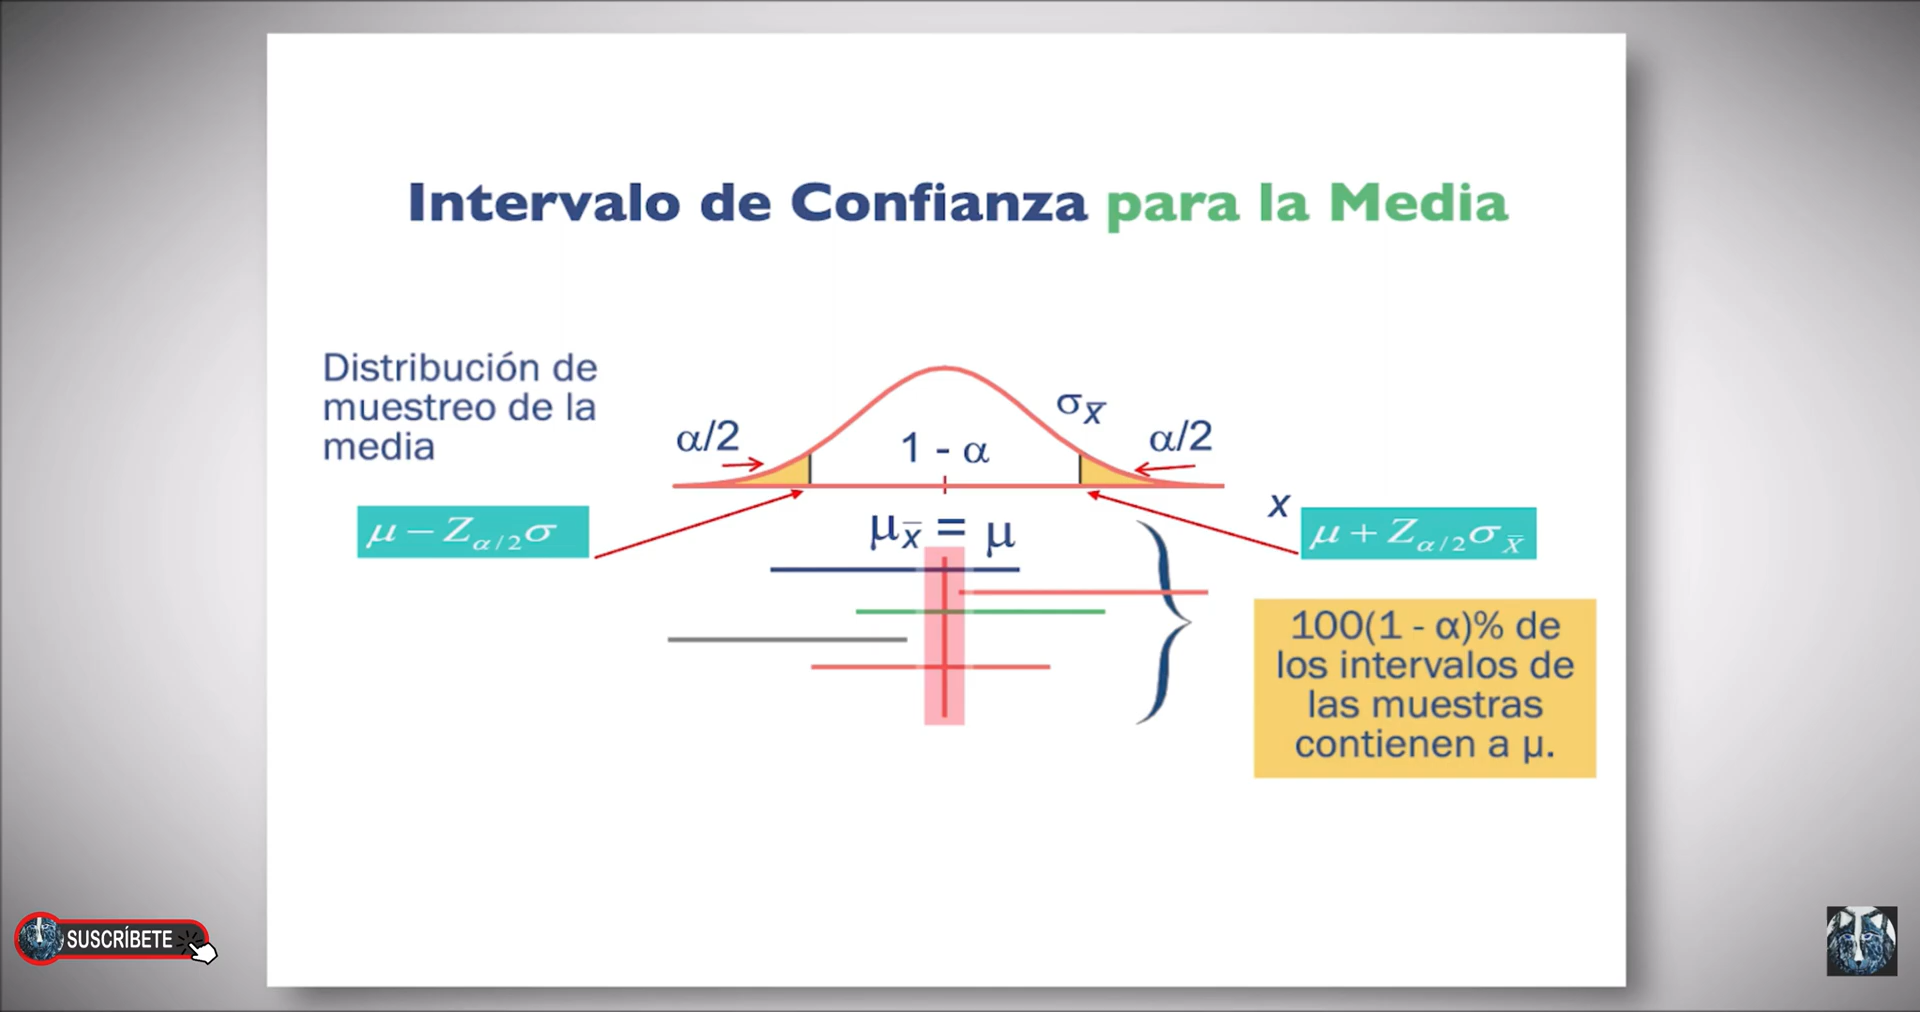 Intervalo de Confianza para la Media
Distribución de
muestreo de la
media
α/2
1 - α
σx̅
α/2
μ − Zα/2σ
μx̅ = μ
x
μ + Zα/2σx̅
100(1 - α)% de
los intervalos de
las muestras
contienen a μ.
SUSCRÍBETE